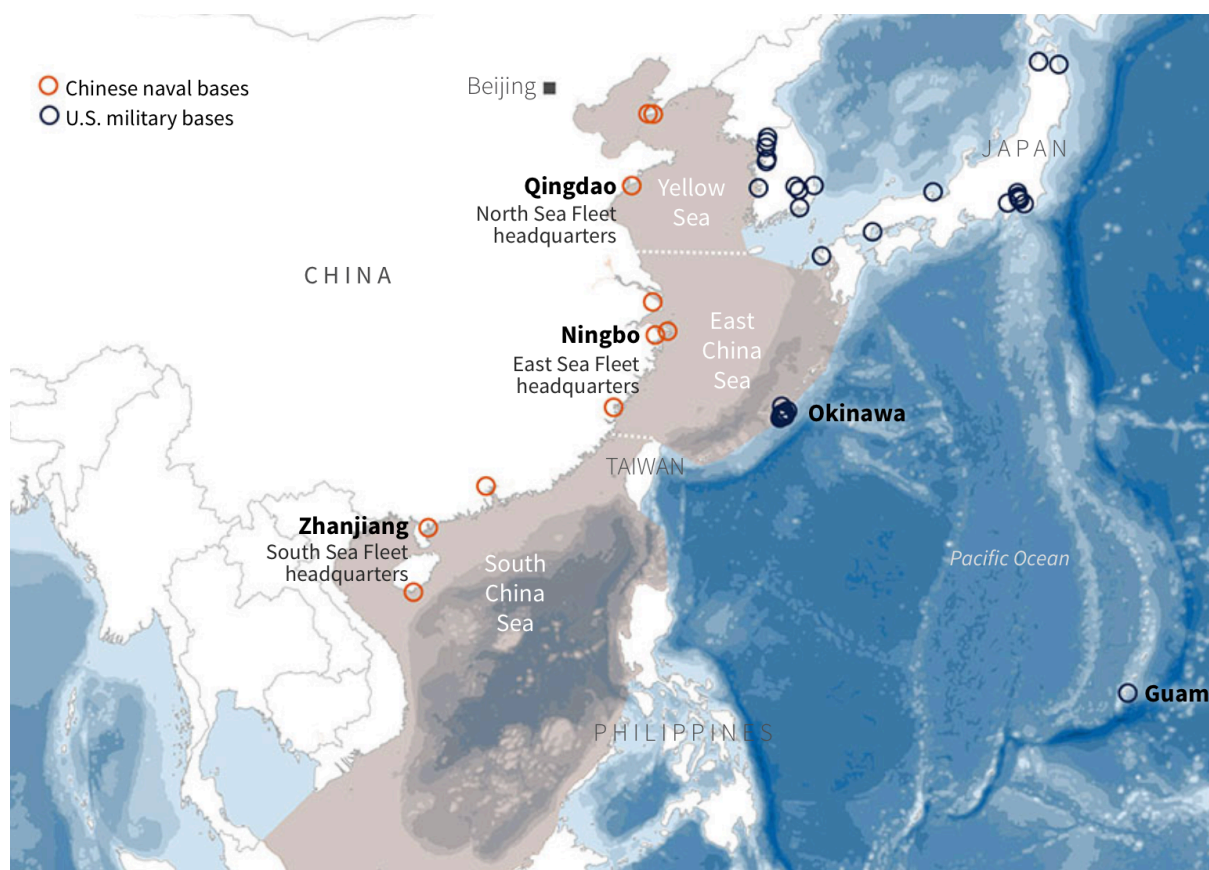 Chinese naval bases
U.S. military bases
Beijing
JAPAN
Qingdao
North Sea Fleet
headquarters
Yellow
Sea
CHINA
Ningbo
East Sea Fleet
headquarters
East
China
Sea
Okinawa
TAIWAN
Zhanjiang
South Sea Fleet
headquarters
South
China
Sea
Pacific Ocean
Guam
PHILIPPINES